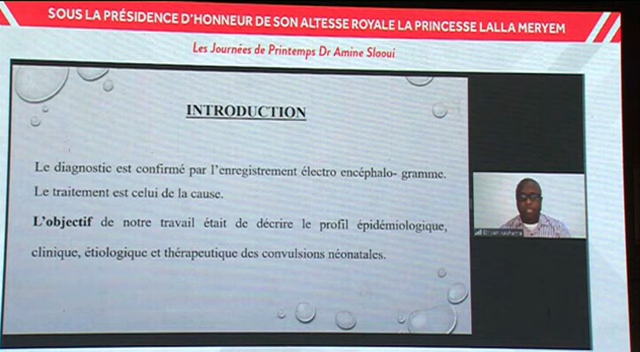 SOUS LA PRÉSIDENCE D'HONNEUR DE SON ALTESSE ROYALE LA PRINCESSE LALLA MERYEM
Les Journées de Printemps Dr Amine Slaoui
INTRODUCTION
Le diagnostic est confirmé par l'enregistrement électro encéphalo- gramme.
Le traitement est celui de la cause.
L'objectif de notre travail était de décrire le profil épidémiologique,
clinique, étiologique et thérapeutique des convulsions néonatales.